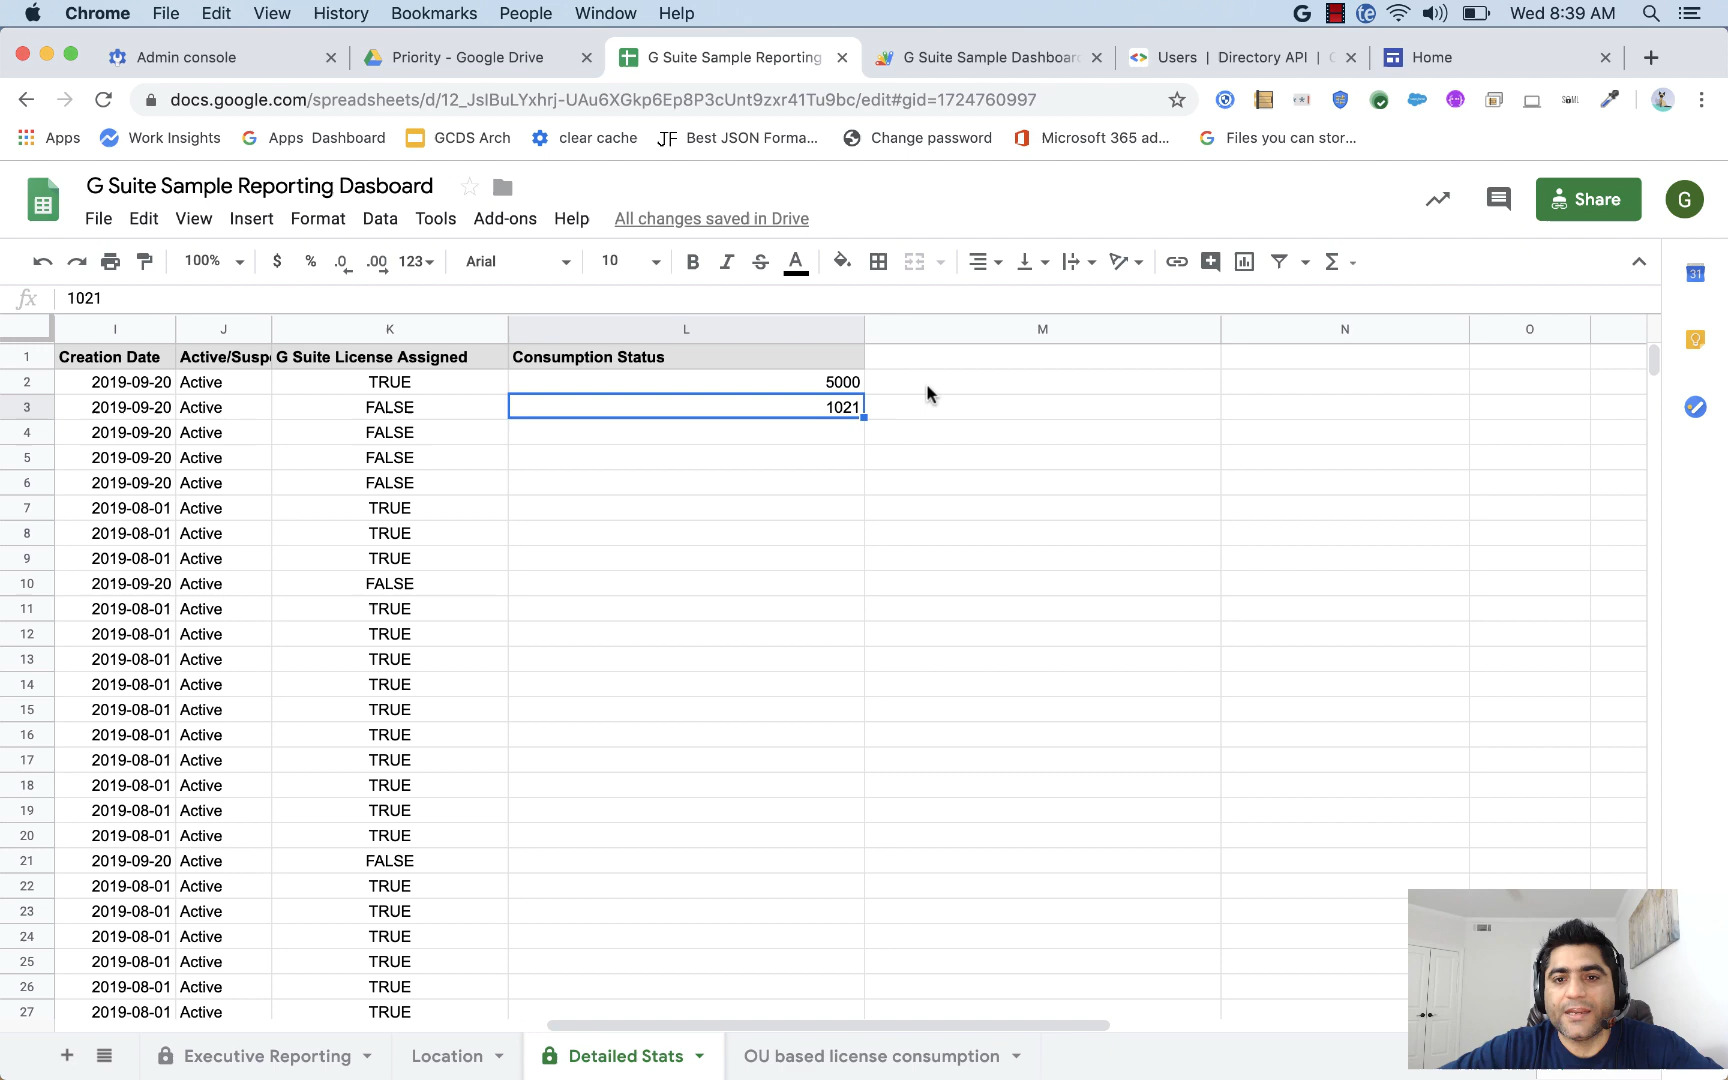 Chrome File Edit View History Bookmarks People Window Help Wed 8:39 AM
Admin console Priority - Google Drive G Suite Sample Reporting G Suite Sample Dashboard Users | Directory API | Home
docs.google.com/spreadsheets/d/12_JsIBuLYxhrj-UAu6XGkp6Ep8P3cUnt9zxr41Tu9bc/edit#gid=1724760997
Apps Work Insights Apps Dashboard GCDS Arch clear cache JF Best JSON Forma... Change password Microsoft 365 ad... Files you can stor...
G Suite Sample Reporting Dasboard
Share G
File Edit View Insert Format Data Tools Add-ons Help All changes saved in Drive
100% $ % .0 .00 123 Arial 10 B I S A Σ
31
fx 1021
I J K L M N O
1 Creation Date Active/Suspe G Suite License Assigned Consumption Status
2 2019-09-20 Active TRUE 5000
3 2019-09-20 Active FALSE 1021
4 2019-09-20 Active FALSE
5 2019-09-20 Active FALSE
6 2019-09-20 Active FALSE
7 2019-08-01 Active TRUE
8 2019-08-01 Active TRUE
9 2019-08-01 Active TRUE
10 2019-09-20 Active FALSE
11 2019-08-01 Active TRUE
12 2019-08-01 Active TRUE
13 2019-08-01 Active TRUE
14 2019-08-01 Active TRUE
15 2019-08-01 Active TRUE
16 2019-08-01 Active TRUE
17 2019-08-01 Active TRUE
18 2019-08-01 Active TRUE
19 2019-08-01 Active TRUE
20 2019-08-01 Active TRUE
21 2019-09-20 Active FALSE
22 2019-08-01 Active TRUE
23 2019-08-01 Active TRUE
24 2019-08-01 Active TRUE
25 2019-08-01 Active TRUE
26 2019-08-01 Active TRUE
27 2019-08-01 Active TRUE
Executive Reporting Location Detailed Stats OU based license consumption